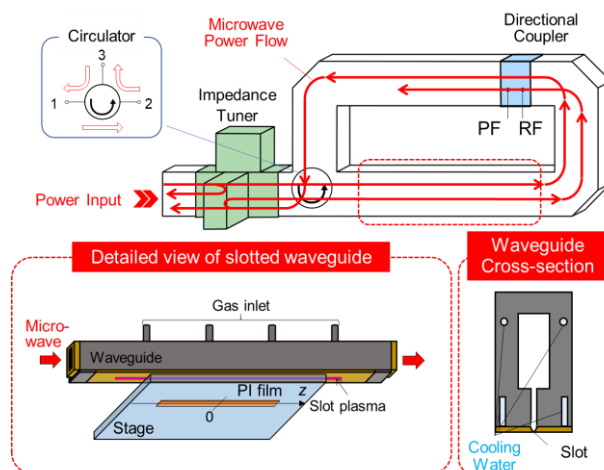 Circulator
3
1
2
Microwave
Power Flow
Directional
Coupler
Impedance
Tuner
PF
RF
Power Input
Detailed view of slotted waveguide
Gas inlet
Micro-
wave
Waveguide
PI film
z
Slot plasma
0
Stage
Waveguide
Cross-section
Cooling
Water
Slot